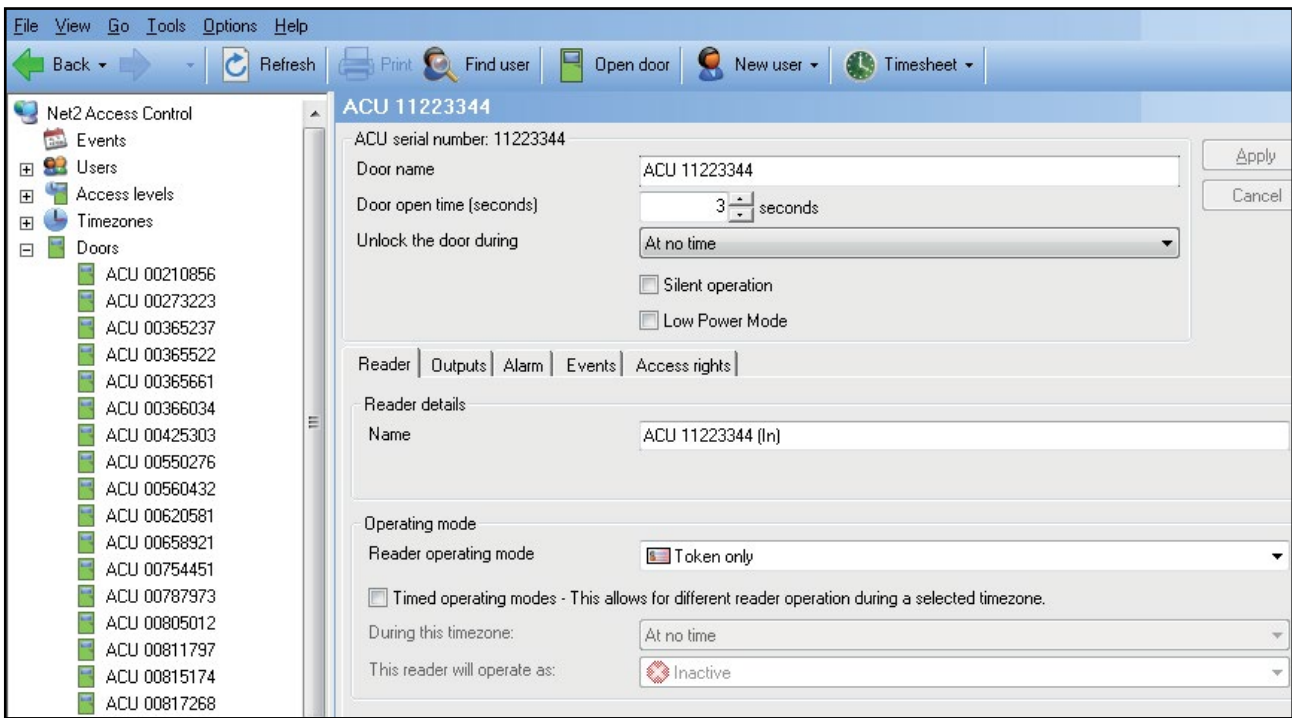 File View Go Tools Options Help
Back Refresh Print Find user Open door New user Timesheet
Net2 Access Control
Events
Users
Access levels
Timezones
Doors
ACU 00210856
ACU 00273223
ACU 00365237
ACU 00365522
ACU 00365661
ACU 00366034
ACU 00425303
ACU 00550276
ACU 00560432
ACU 00620581
ACU 00658921
ACU 00754451
ACU 00787973
ACU 00805012
ACU 00811797
ACU 00815174
ACU 00817268
ACU 11223344
ACU serial number: 11223344
Door name ACU 11223344
Door open time (seconds) 3 seconds
Unlock the door during At no time
Silent operation
Low Power Mode
Apply
Cancel
Reader Outputs Alarm Events Access rights
Reader details
Name ACU 11223344 (In)
Operating mode
Reader operating mode Token only
Timed operating modes - This allows for different reader operation during a selected timezone.
During this timezone: At no time
This reader will operate as: Inactive